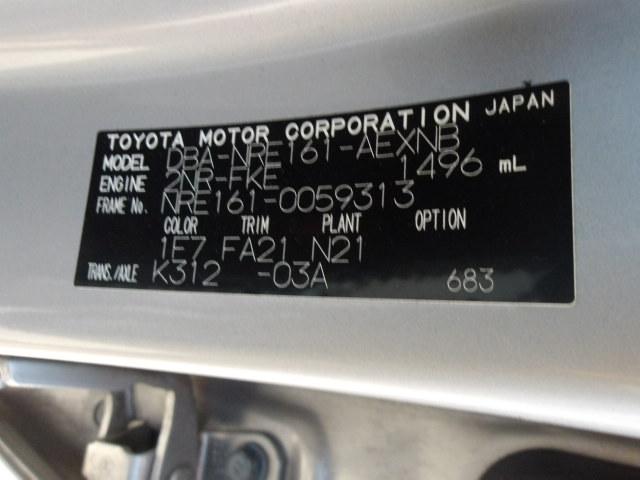 TOYOTA MOTOR CORPORATION JAPAN
MODEL DBA-NRE161-AEXNB
ENGINE 2NR-FKE 1496 mL
FRAME No. NRE161-0059313
COLOR TRIM PLANT OPTION
1E7 FA21 N21
TRANS./AXLE K312 -03A 683